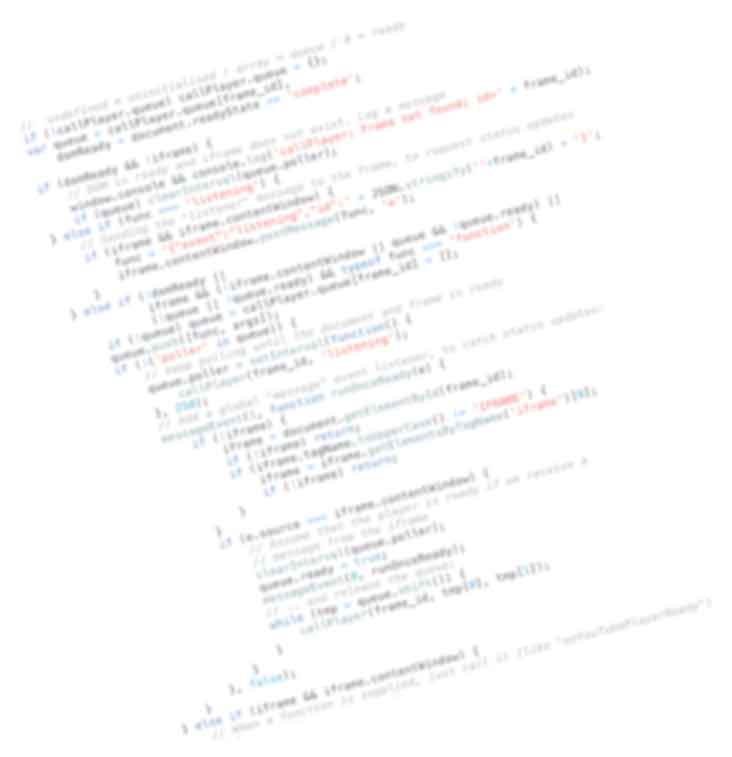 // undefined = uninitialised / array = queue / 0 = ready
if (!callPlayer.queue) callPlayer.queue = {};
var queue = callPlayer.queue[frame_id],
domReady = document.readyState == 'complete';
if (domReady && !iframe) {
// DOM is ready and iframe does not exist. Log a message
window.console && console.log('callPlayer: Frame not found; id=' + frame_id);
if (queue) clearInterval(queue.poller);
} else if (func === 'listening') {
// Sending the "listener" message to the frame, to request status updates
if (iframe && iframe.contentWindow) {
func = '{"event":"listening","id":' + JSON.stringify(''+frame_id) + '}';
iframe.contentWindow.postMessage(func, '*');
}
} else if (!domReady ||
iframe && (!iframe.contentWindow || queue && !queue.ready) ||
(!queue || !queue.ready) && typeof func === 'function') {
if (!queue) queue = callPlayer.queue[frame_id] = [];
queue.push([func, args]);
if (!('poller' in queue)) {
// keep polling until the document and frame is ready
queue.poller = setInterval(function() {
callPlayer(frame_id, 'listening');
}, 250);
// Add a global "message" event listener, to catch status updates:
messageEvent(1, function runOnceReady(e) {
if (!iframe) {
iframe = document.getElementById(frame_id);
if (!iframe) return;
if (iframe.tagName.toUpperCase() != 'IFRAME') {
iframe = iframe.getElementsByTagName('iframe')[0];
if (!iframe) return;
}
}
if (e.source === iframe.contentWindow) {
// Assume that the player is ready if we receive a
// message from the iframe
clearInterval(queue.poller);
queue.ready = true;
messageEvent(0, runOnceReady);
// .. and release the queue:
while (tmp = queue.shift()) {
callPlayer(frame_id, tmp[0], tmp[1]);
}
}
}, false);
}
} else if (iframe && iframe.contentWindow) {
// When a function is supplied, just call it (like "onYouTubePlayerReady")